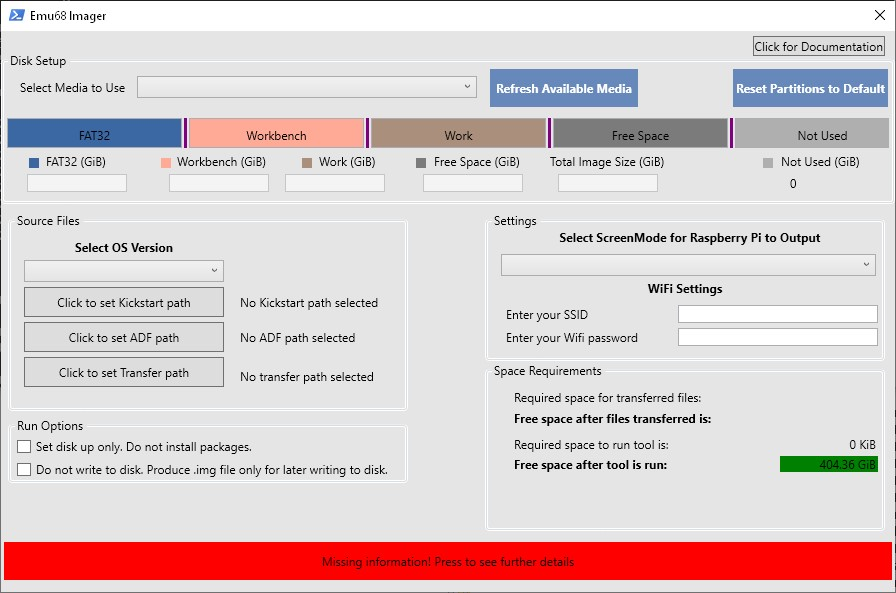 Emu68 Imager
Click for Documentation
Disk Setup
Select Media to Use
Refresh Available Media
Reset Partitions to Default
FAT32
Workbench
Work
Free Space
Not Used
FAT32 (GiB)
Workbench (GiB)
Work (GiB)
Free Space (GiB)
Total Image Size (GiB)
Not Used (GiB)
0
Source Files
Select OS Version
Click to set Kickstart path
No Kickstart path selected
Click to set ADF path
No ADF path selected
Click to set Transfer path
No transfer path selected
Run Options
Set disk up only. Do not install packages.
Do not write to disk. Produce .img file only for later writing to disk.
Settings
Select ScreenMode for Raspberry Pi to Output
WiFi Settings
Enter your SSID
Enter your Wifi password
Space Requirements
Required space for transferred files:
Free space after files transferred is:
Required space to run tool is:
0 KiB
Free space after tool is run:
404.36 GiB
Missing information! Press to see further details